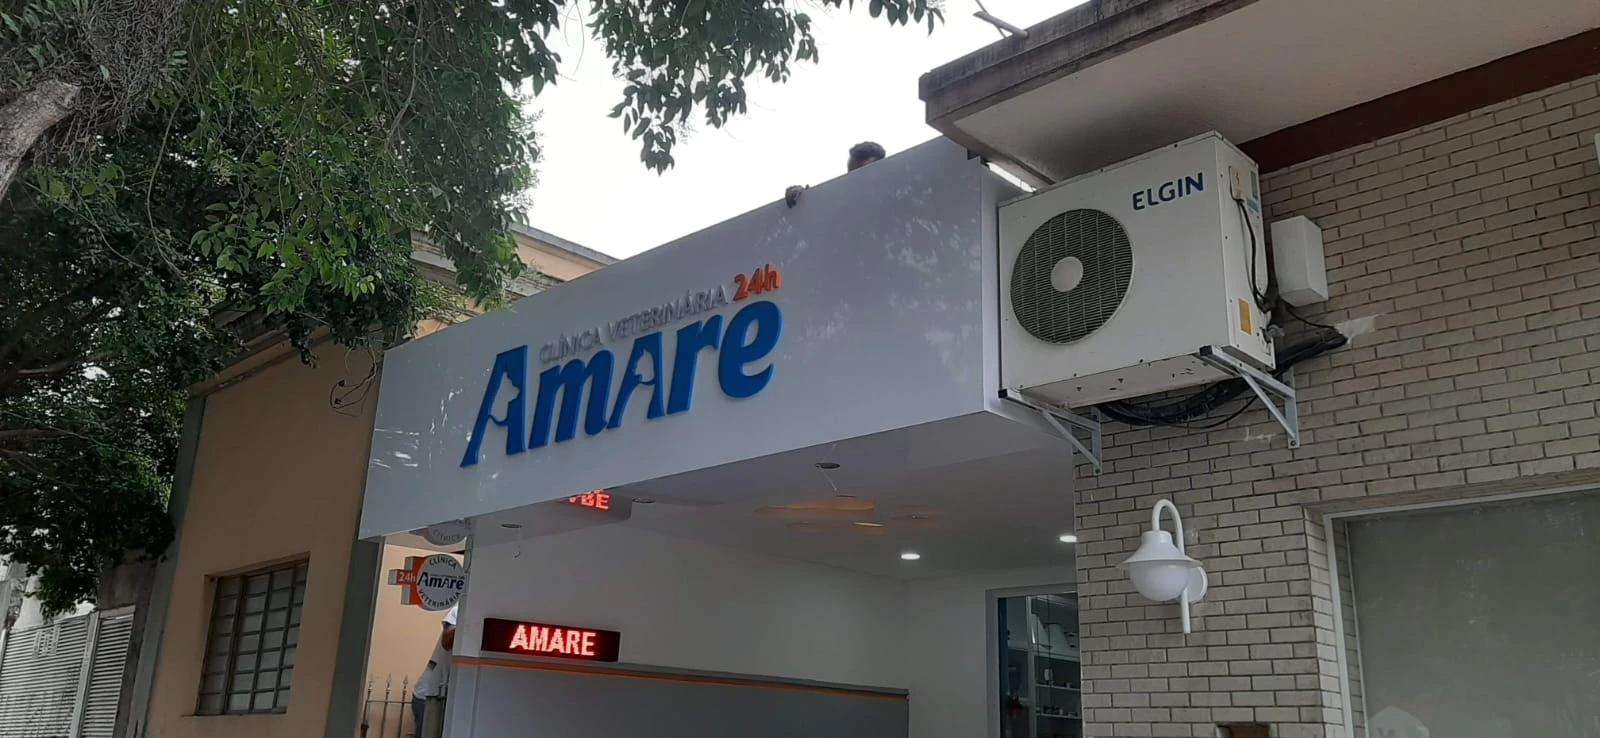 CLÍNICA VETERINÁRIA 24h
Amare
ELGIN
CLÍNICA
24h Amare
VETERINÁRIA
AMARE